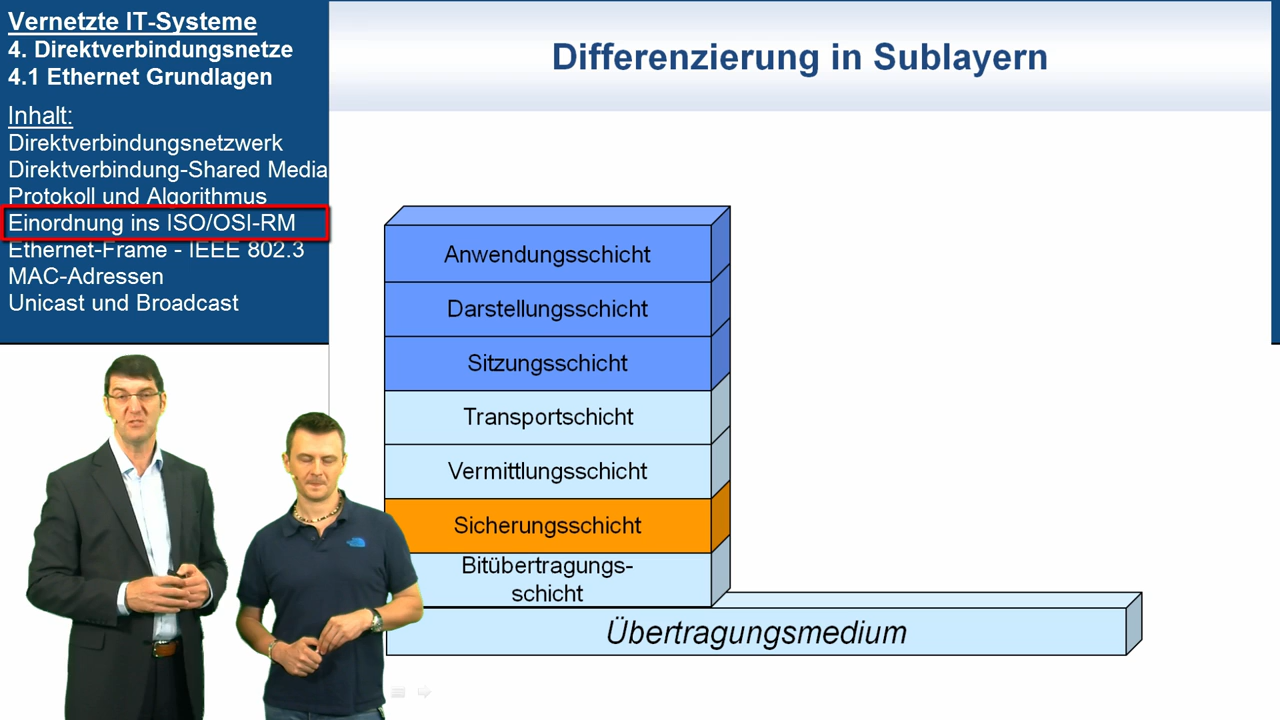 Vernetzte IT-Systeme
4. Direktverbindungsnetze
4.1 Ethernet Grundlagen
Inhalt:
Direktverbindungsnetzwerk
Direktverbindung-Shared Media
Protokoll und Algorithmus
Einordnung ins ISO/OSI-RM
Ethernet-Frame - IEEE 802.3
MAC-Adressen
Unicast und Broadcast
Differenzierung in Sublayern
Anwendungsschicht
Darstellungsschicht
Sitzungsschicht
Transportschicht
Vermittlungsschicht
Sicherungsschicht
Bitübertragungs-
schicht
Übertragungsmedium